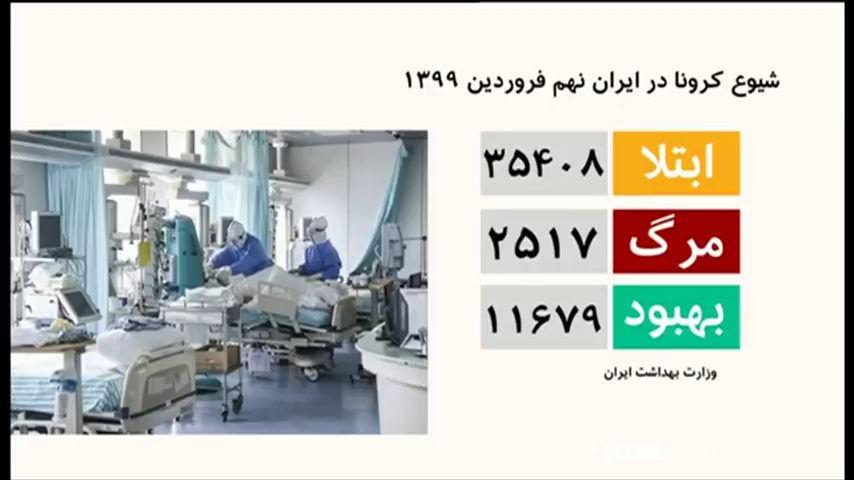 شیوع کرونا در ایران نهم فروردین ۱۳۹۹
ابتلا ۳۵۴۰۸
مرگ ۲۵۱۷
بهبود ۱۱۶۷۹
وزارت بهداشت ایران